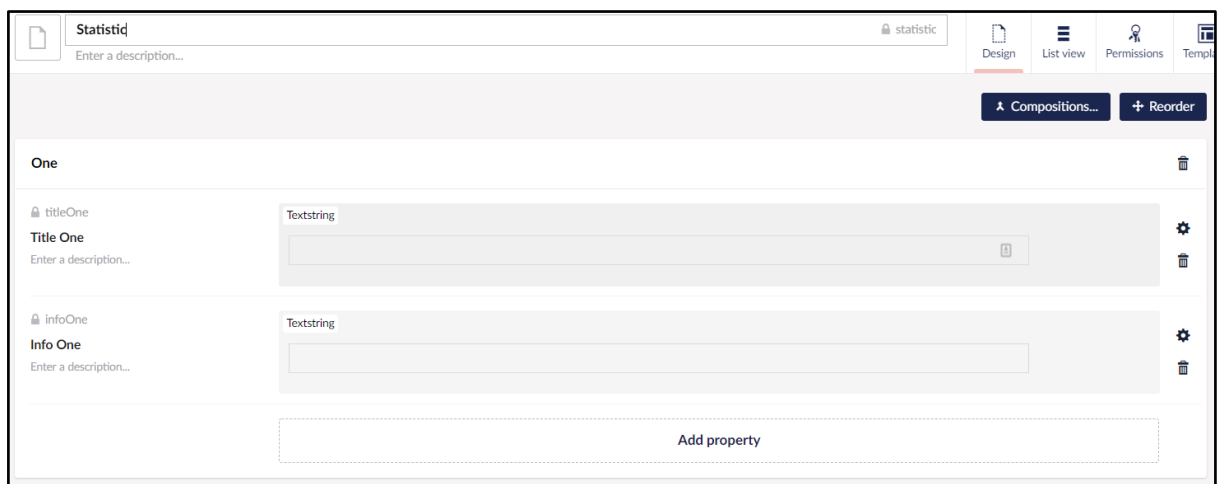 Statistic
statistic
Enter a description...
Design
List view
Permissions
Templa
Compositions...
Reorder
One
titleOne
Textstring
Title One
Enter a description...
infoOne
Textstring
Info One
Enter a description...
Add property